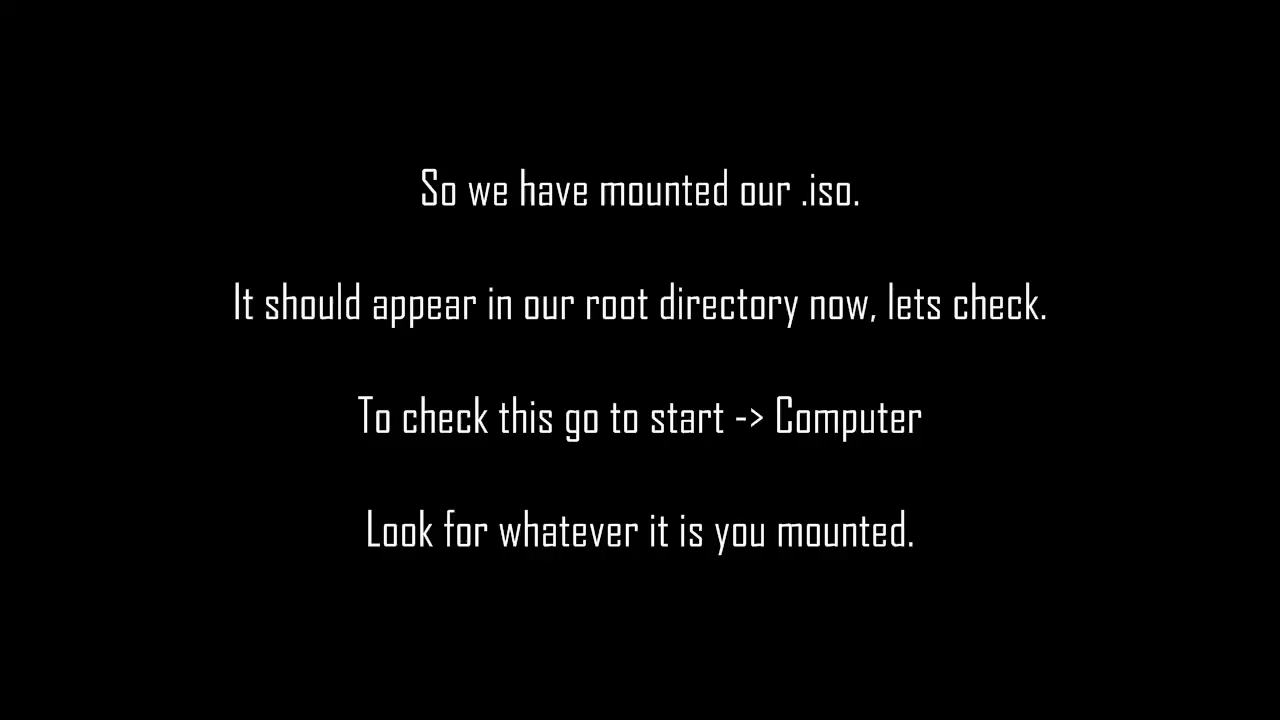 So we have mounted our .iso.
It should appear in our root directory now, lets check.
To check this go to start -> Computer
Look for whatever it is you mounted.